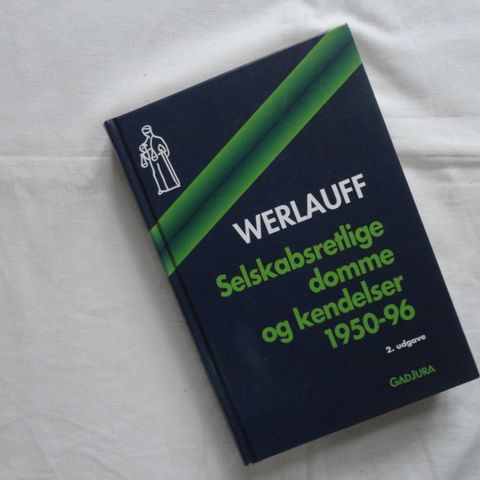 WERLAUFF
Selskabsretlige
domme
og kendelser
1950-96
2. udgave
GADJURA